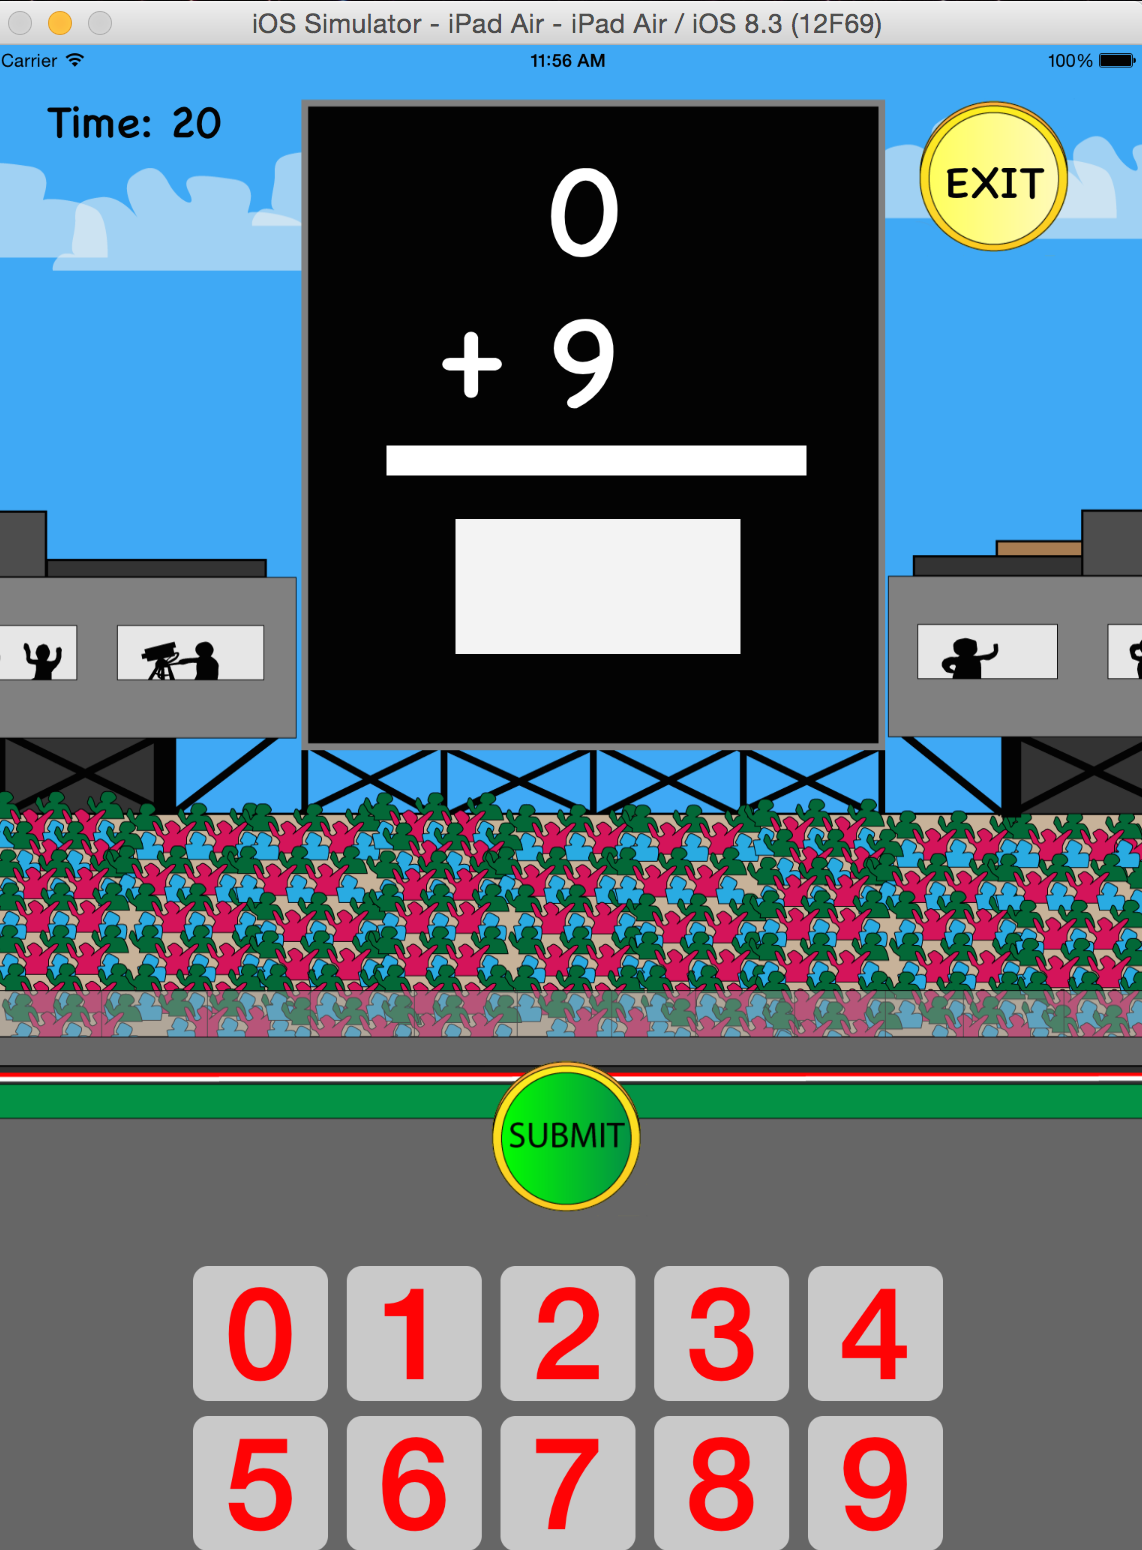 iOS Simulator - iPad Air - iPad Air / iOS 8.3 (12F69)
Carrier 11:56 AM 100%
Time: 20
EXIT
0
+ 9
SUBMIT
0 1 2 3 4
5 6 7 8 9